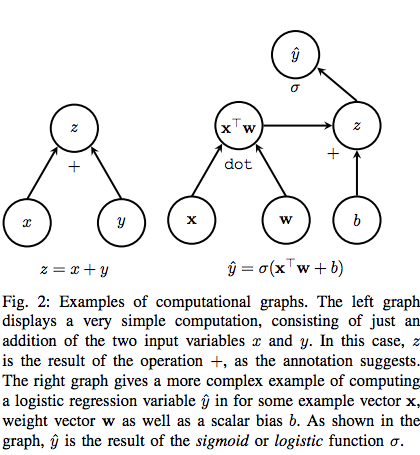 ŷ
σ
z
xᵀw
z
+
+
dot
x
y
x
w
b
z = x + y
ŷ = σ(xᵀw + b)
Fig. 2: Examples of computational graphs. The left graph
displays a very simple computation, consisting of just an
addition of the two input variables x and y. In this case, z
is the result of the operation +, as the annotation suggests.
The right graph gives a more complex example of computing
a logistic regression variable ŷ in for some example vector x,
weight vector w as well as a scalar bias b. As shown in the
graph, ŷ is the result of the sigmoid or logistic function σ.